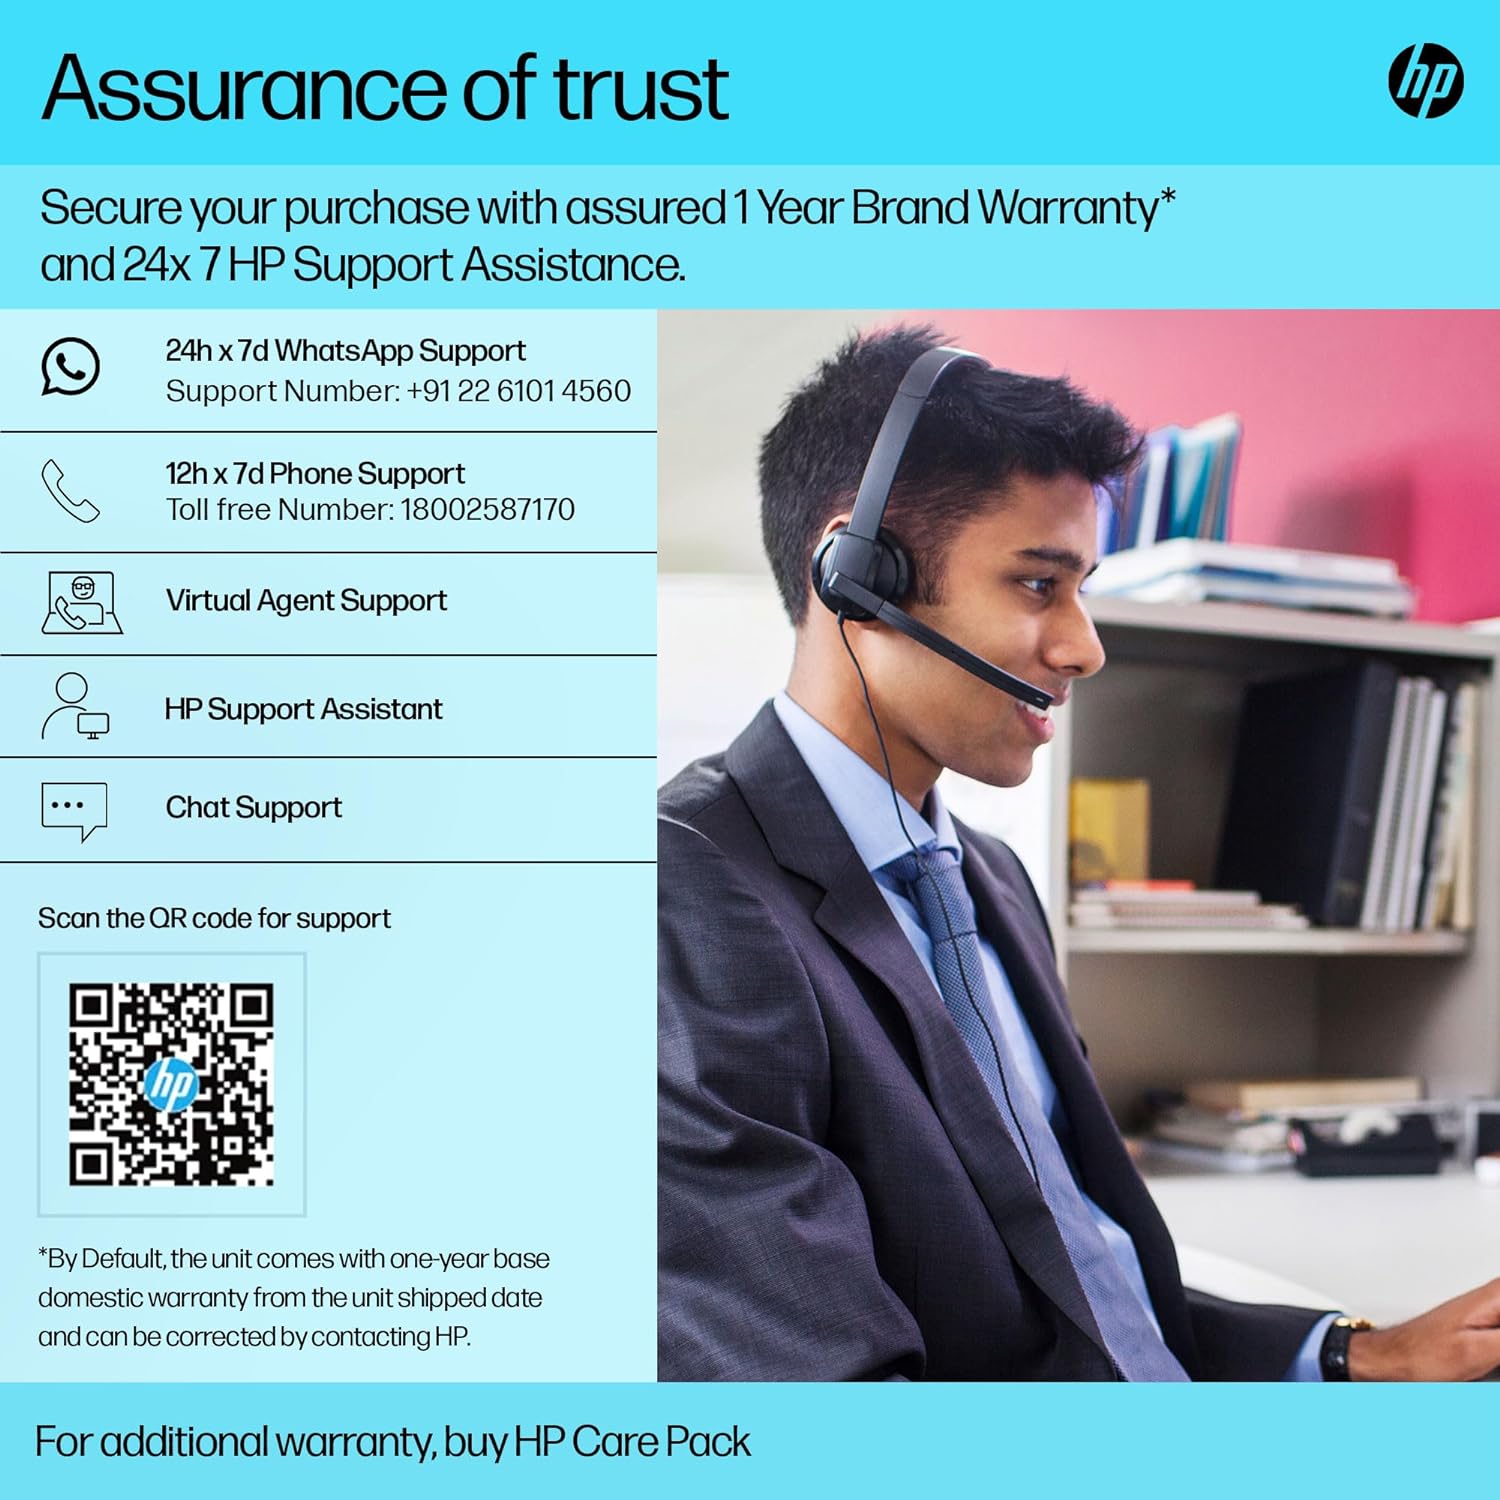 Assurance of trust
hp
Secure your purchase with assured 1 Year Brand Warranty*
and 24x 7 HP Support Assistance.
24h x 7d WhatsApp Support
Support Number: +91 22 6101 4560
12h x 7d Phone Support
Toll free Number: 18002587170
Virtual Agent Support
HP Support Assistant
Chat Support
Scan the QR code for support
hp
*By Default, the unit comes with one-year base
domestic warranty from the unit shipped date
and can be corrected by contacting HP.
For additional warranty, buy HP Care Pack